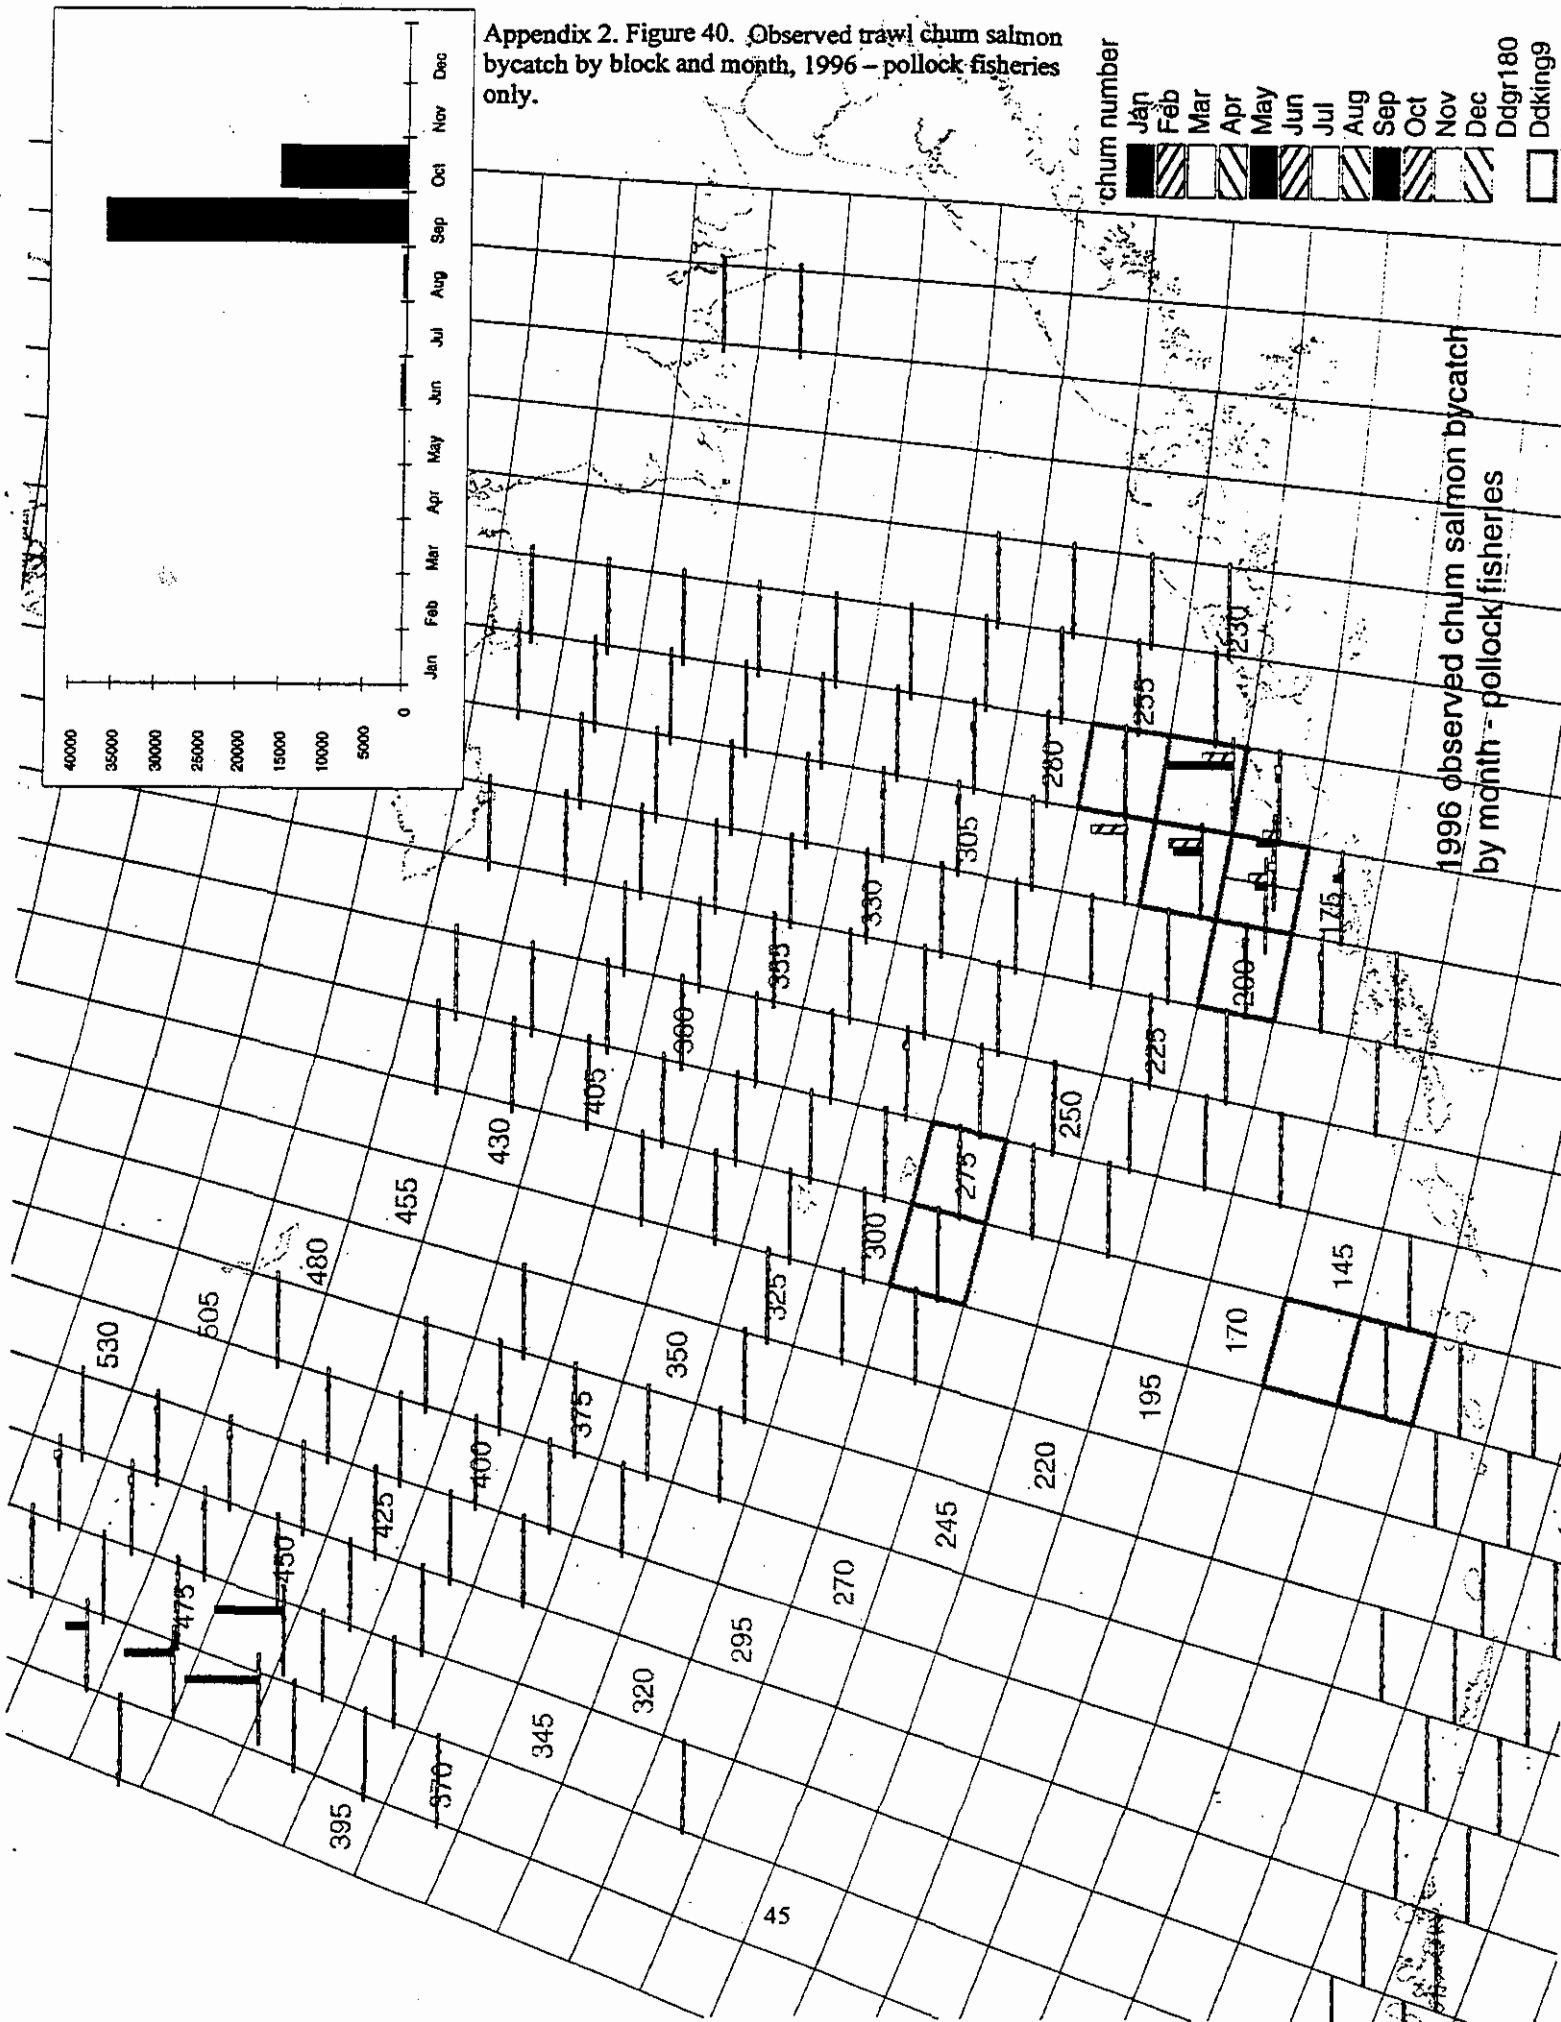 Appendix 2. Figure 40. Observed trawl chum salmon
bycatch by block and month, 1996 – pollock fisheries
only.
40000
35000
30000
25000
20000
15000
10000
5000
0
Jan
Feb
Mar
Apr
May
Jun
Jul
Aug
Sep
Oct
Nov
Dec
chum number
Jan
Feb
Mar
Apr
May
Jun
Jul
Aug
Sep
Oct
Nov
Dec
Ddgr180
Ddking9
1996 observed chum salmon bycatch
by month - pollock fisheries
530
505
480
455
430
405
380
355
330
305
280
255
230
475
450
425
400
375
350
325
300
275
250
225
200
175
395
370
345
320
295
270
245
220
195
170
145
45